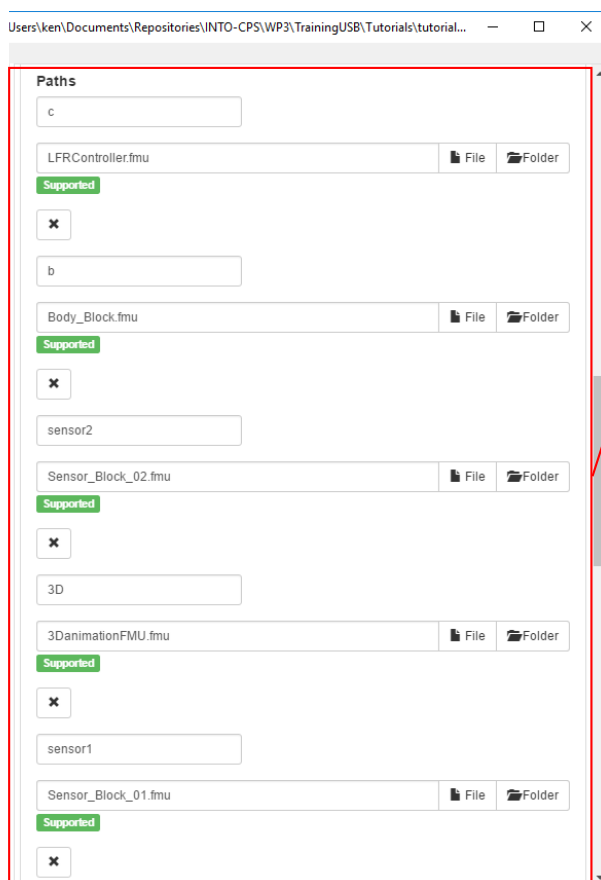 Users\ken\Documents\Repositories\INTO-CPS\WP3\TrainingUSB\Tutorials\tutorial...
Paths
c
LFRController.fmu File Folder
Supported
b
Body_Block.fmu File Folder
Supported
sensor2
Sensor_Block_02.fmu File Folder
Supported
3D
3DanimationFMU.fmu File Folder
Supported
sensor1
Sensor_Block_01.fmu File Folder
Supported